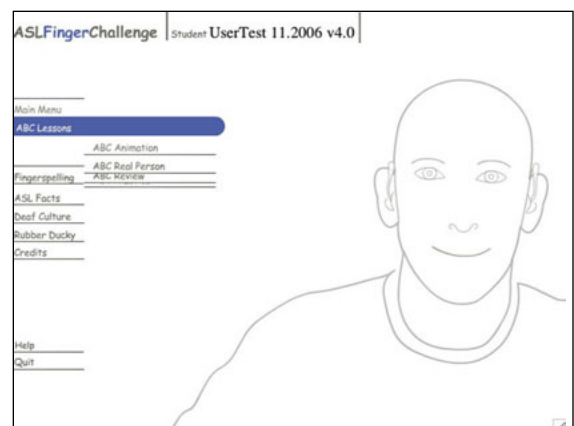 ASLFingerChallenge Student UserTest 11.2006 v4.0
Main Menu
ABC Lessons
ABC Animation
ABC Real Person
Fingerspelling ABC Review
ASL Facts
Deaf Culture
Rubber Ducky
Credits
Help
Quit